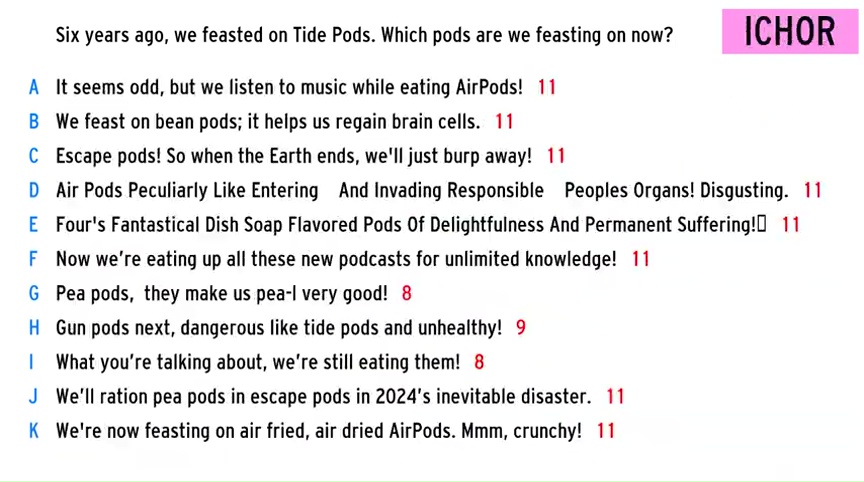 Six years ago, we feasted on Tide Pods. Which pods are we feasting on now?
ICHOR
A It seems odd, but we listen to music while eating AirPods! 11
B We feast on bean pods; it helps us regain brain cells. 11
C Escape pods! So when the Earth ends, we'll just burp away! 11
D Air Pods Peculiarly Like Entering And Invading Responsible Peoples Organs! Disgusting. 11
E Four's Fantastical Dish Soap Flavored Pods Of Delightfulness And Permanent Suffering!▯ 11
F Now we’re eating up all these new podcasts for unlimited knowledge! 11
G Pea pods, they make us pea-l very good! 8
H Gun pods next, dangerous like tide pods and unhealthy! 9
I What you’re talking about, we’re still eating them! 8
J We’ll ration pea pods in escape pods in 2024’s inevitable disaster. 11
K We're now feasting on air fried, air dried AirPods. Mmm, crunchy! 11